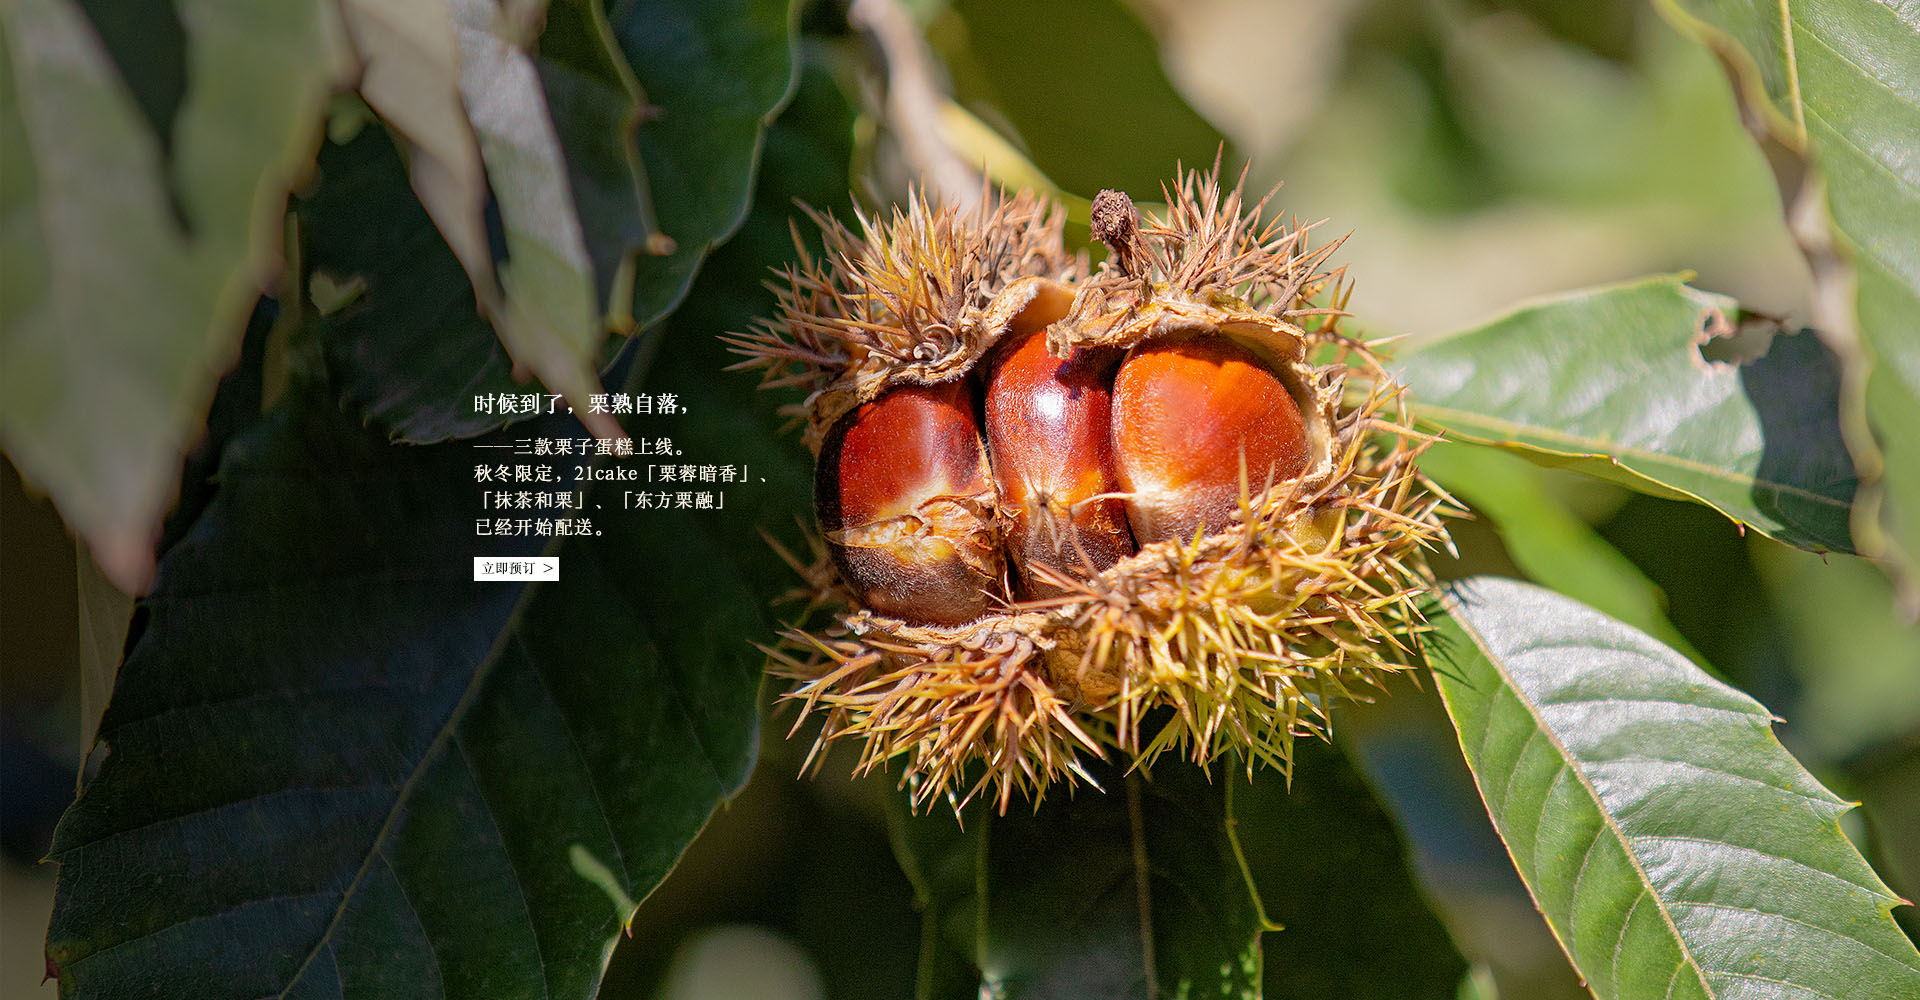 时候到了，栗熟自落，
——三款栗子蛋糕上线。
秋冬限定，21cake「栗蓉暗香」、
「抹茶和栗」、「东方栗融」
已经开始配送。
立即预订 >